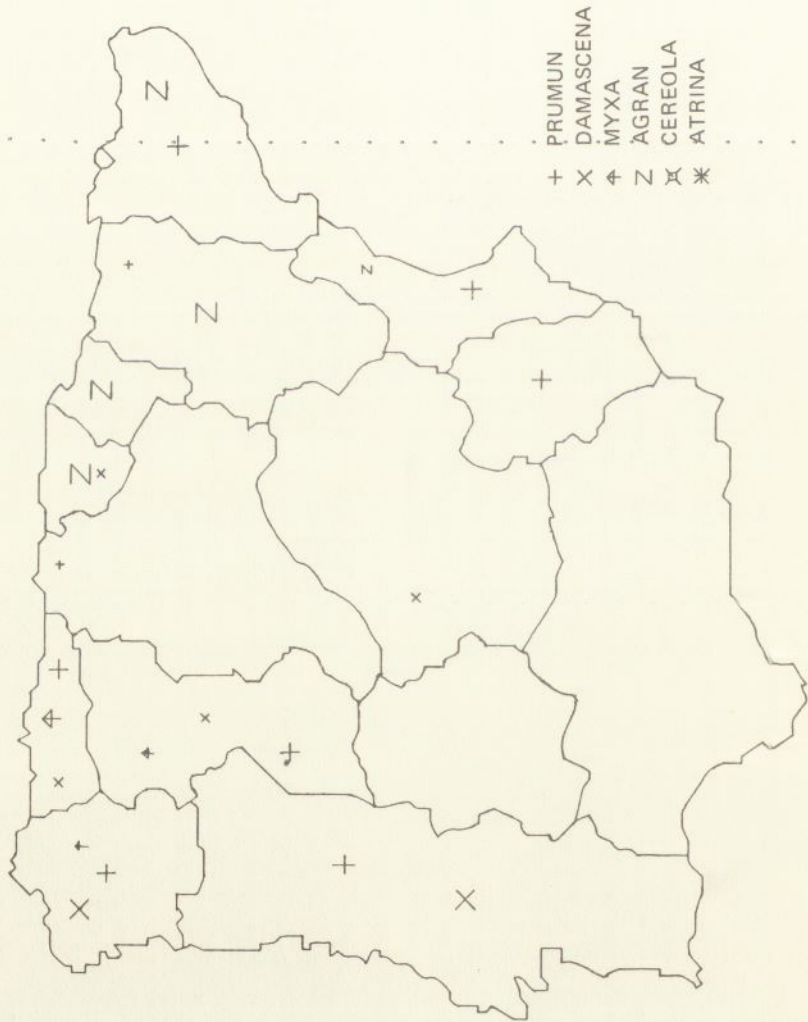 + PRUMUN
× DAMASCENA
MYXA
Z AGRAN
CEREOLA
ATRINA